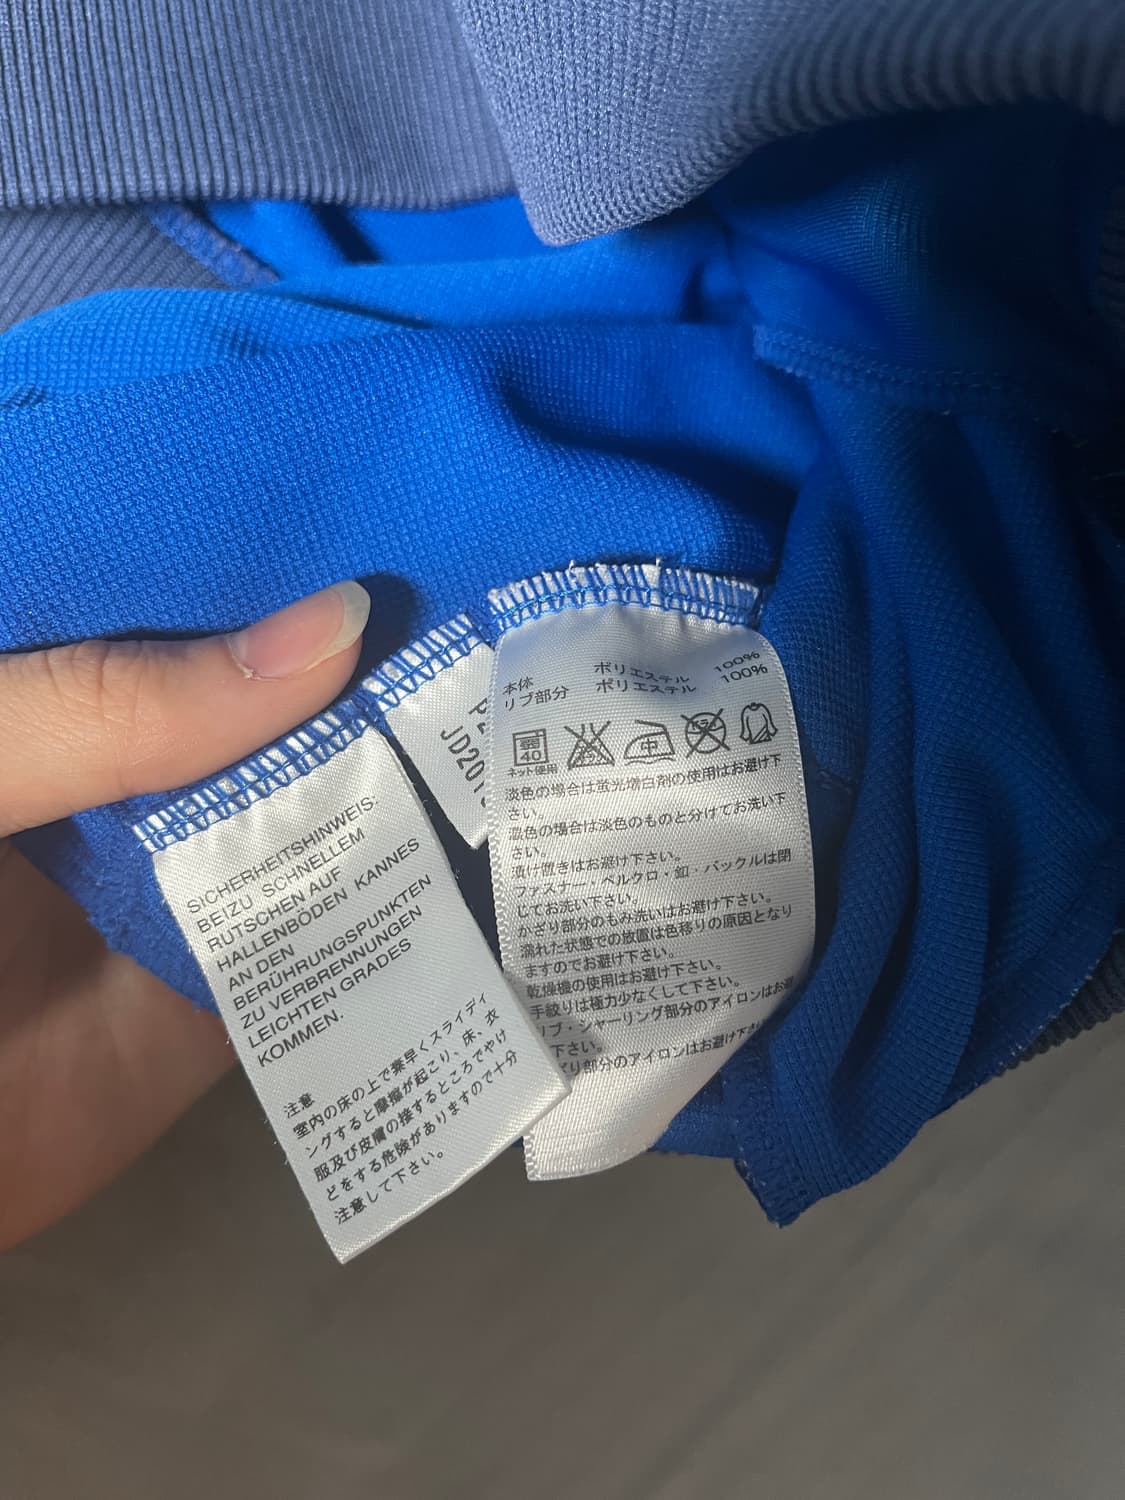 SICHERHEITSHINWEIS:
BEIZU SCHNELLEM
RUTSCHEN AUF
HALLENBÖDEN KANNES
AN DEN
BERÜHRUNGSPUNKTEN
ZU VERBRENNUNGEN
LEICHTEN GRADES
KOMMEN.
注意
室内の床の上で素早くスライディ
ングすると摩擦が起こり、床、衣
服及び皮膚の接するところでやけ
どをする危険がありますので十分
注意して下さい。
JD201
本体 ポリエステル 100%
リブ部分 ポリエステル 100%
弱
40
中
ネット使用
淡色の場合は蛍光増白剤の使用はお避け下
さい。
濃色の場合は淡色のものと分けてお洗い下
さい。
漬け置きはお避け下さい。
ファスナー・ベルクロ・釦・バックルは閉
じてお洗い下さい。
かざり部分のもみ洗いはお避け下さい。
濡れた状態での放置は色移りの原因となり
ますのでお避け下さい。
乾燥機の使用はお避け下さい。
手絞りは極力少なくして下さい。
リブ・シャーリング部分のアイロンはお避
下さい。
ざり部分のアイロンはお避け下さい